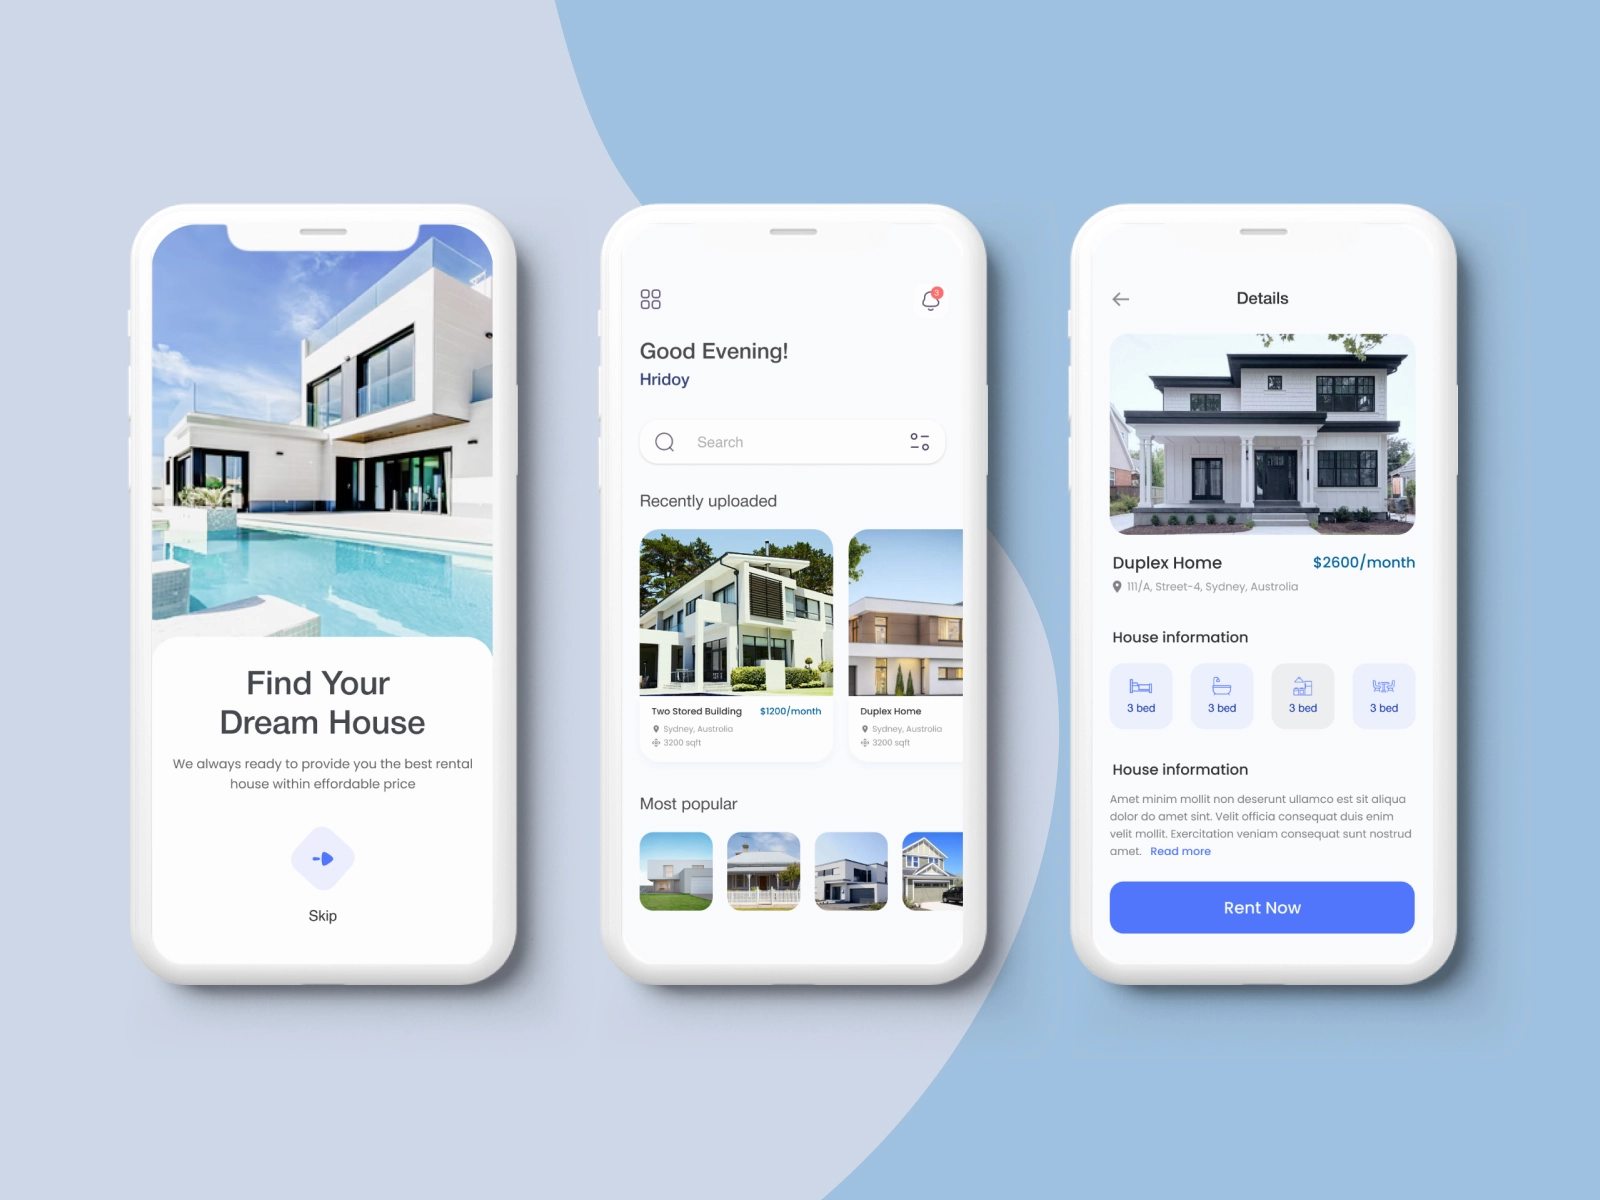 Find Your
Dream House
We always ready to provide you the best rental
house within effordable price
Skip
3
Good Evening!
Hridoy
Search
Recently uploaded
Two Stored Building $1200/month
Sydney, Austrolia
3200 sqft
Duplex Home
Sydney, Austrolia
3200 sqft
Most popular
Details
Duplex Home $2600/month
111/A, Street-4, Sydney, Austrolia
House information
3 bed 3 bed 3 bed 3 bed
House information
Amet minim mollit non deserunt ullamco est sit aliqua
dolor do amet sint. Velit officia consequat duis enim
velit mollit. Exercitation veniam consequat sunt nostrud
amet. Read more
Rent Now